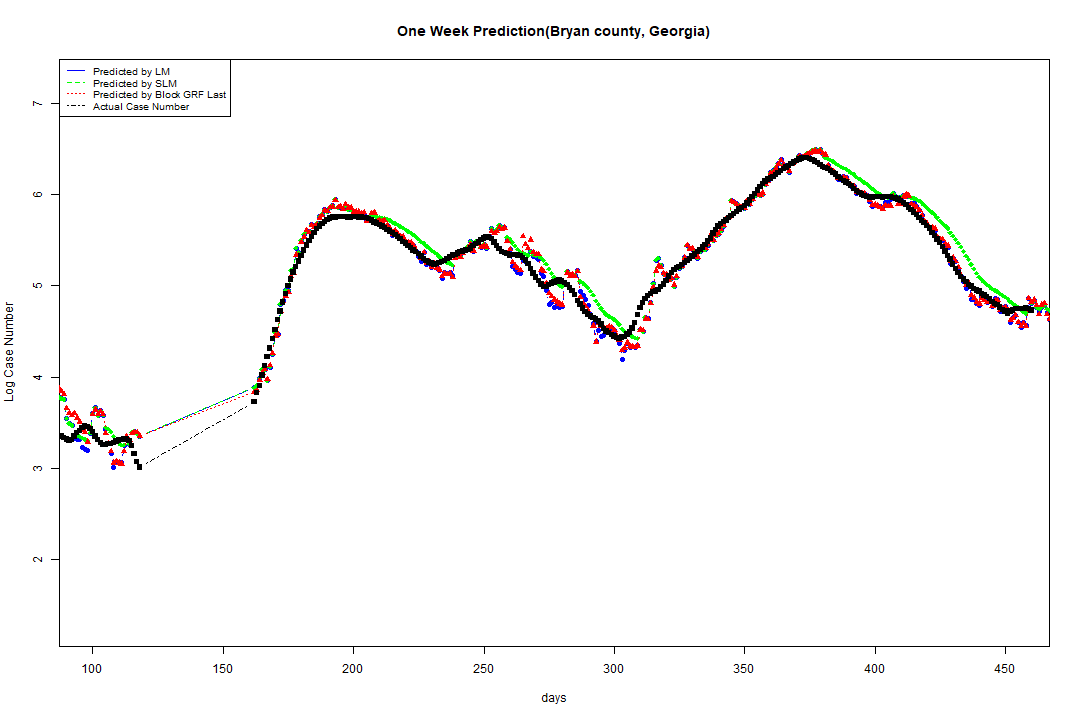 One Week Prediction(Bryan county, Georgia)
Predicted by LM
Predicted by SLM
Predicted by Block GRF Last
Actual Case Number
7
6
5
4
3
2
Log Case Number
100 150 200 250 300 350 400 450
days